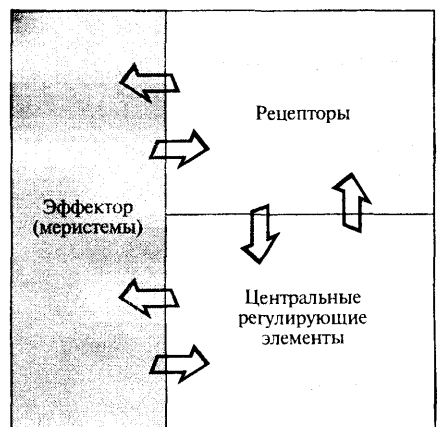 Рецепторы
Эффектор
(меристемы)
Центральные
регулирующие
элементы